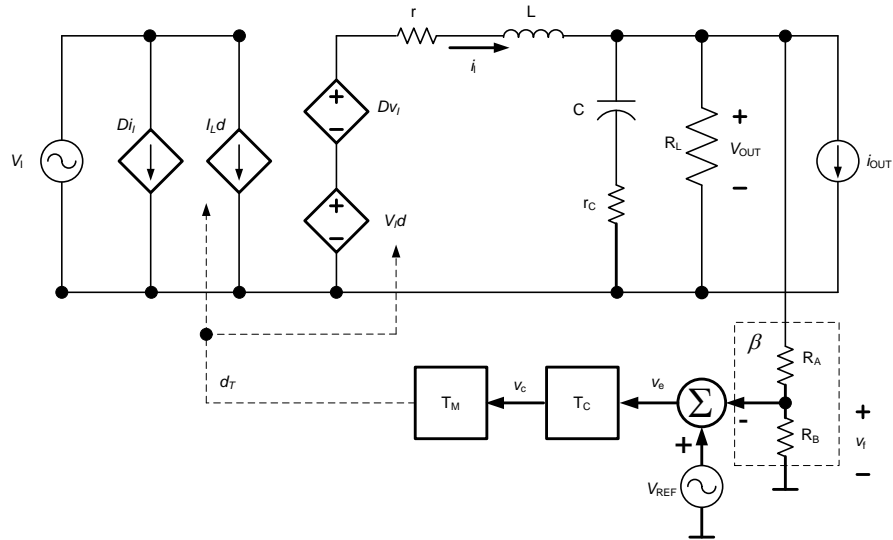 r
L
i_l
V_I
Di_l
I_Ld
+
Dv_I
−
+
V_Id
−
C
r_C
R_L
+
V_OUT
−
i_OUT
β
R_A
R_B
+
v_f
−
d_T
T_M
v_c
T_C
v_e
Σ
-
+
V_REF